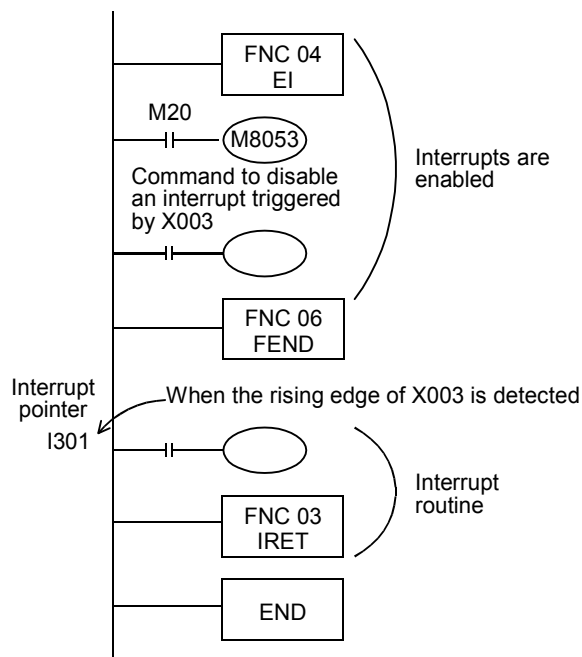 FNC 04
EI
M20
M8053
Command to disable
an interrupt triggered
by X003
Interrupts are
enabled
FNC 06
FEND
Interrupt
pointer
I301
When the rising edge of X003 is detected
Interrupt
routine
FNC 03
IRET
END